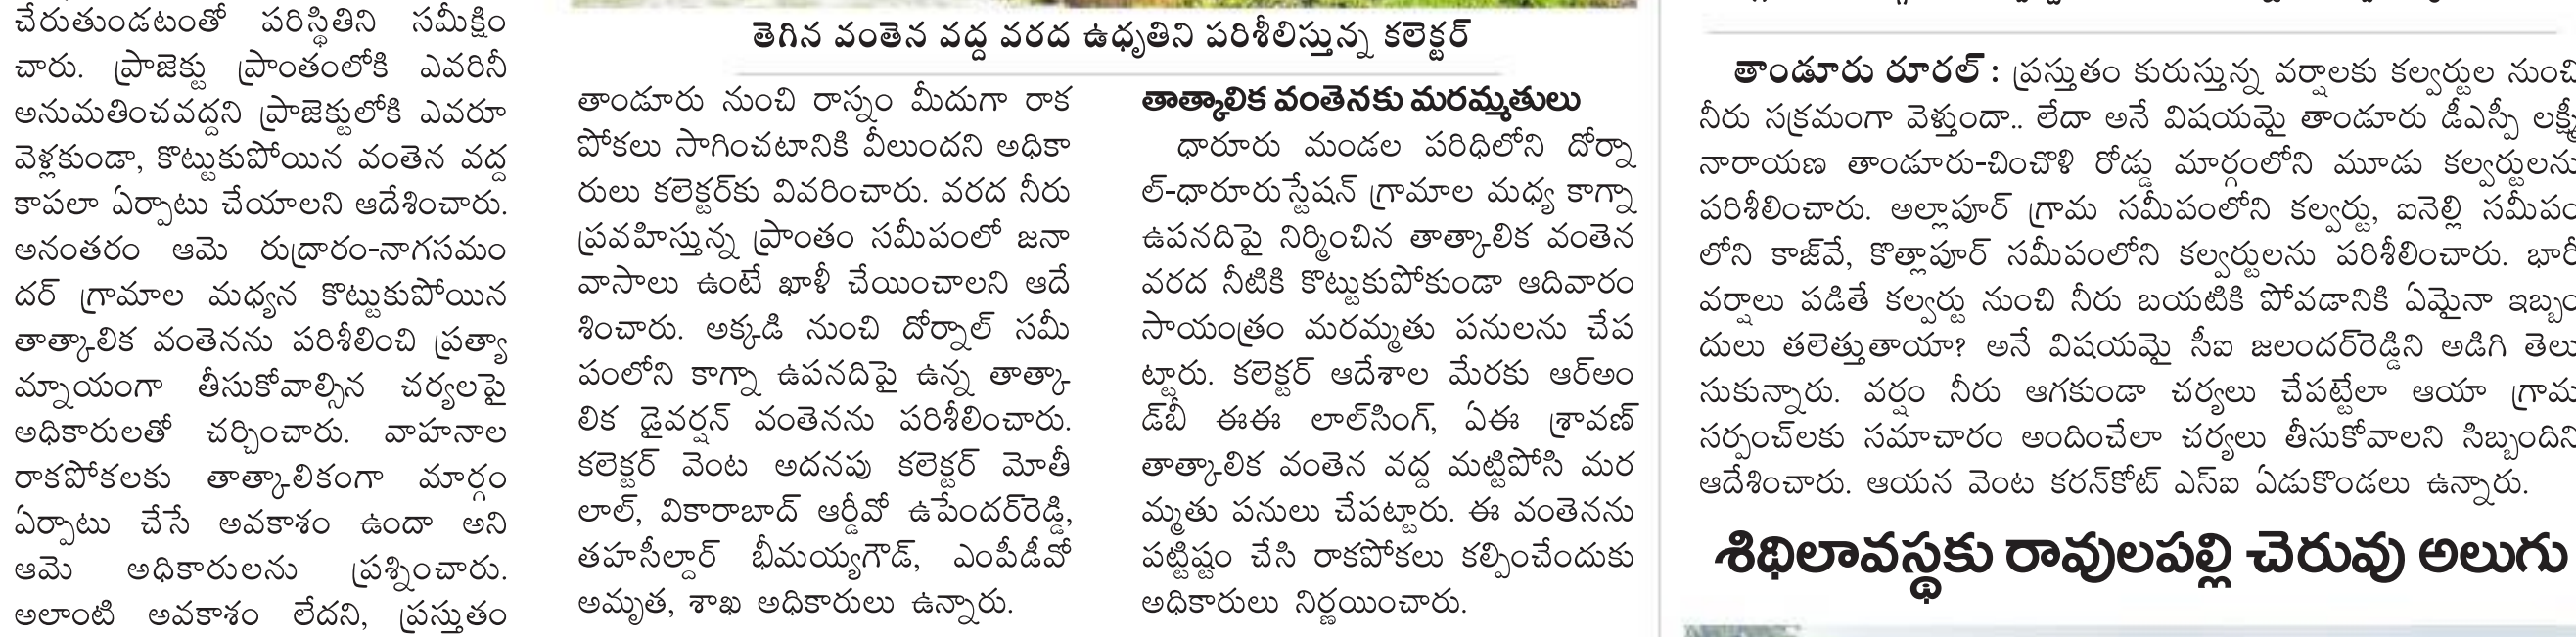 చేరుతుండటంతో పరిస్థితిని సమీక్షిం
చారు. ప్రాజెక్టు ప్రాంతంలోకి ఎవరినీ
అనుమతించవద్దని ప్రాజెక్టులోకి ఎవరూ
వెళ్లకుండా, కొట్టుకుపోయిన వంతెన వద్ద
కాపలా ఏర్పాటు చేయాలని ఆదేశించారు.
అనంతరం ఆమె రుద్రారం-నాగసమం
దర్ గ్రామాల మధ్యన కొట్టుకుపోయిన
తాత్కాలిక వంతెనను పరిశీలించి ప్రత్యా
మ్నాయంగా తీసుకోవాల్సిన చర్యలపై
అధికారులతో చర్చించారు. వాహనాల
రాకపోకలకు తాత్కాలికంగా మార్గం
ఏర్పాటు చేసే అవకాశం ఉందా అని
ఆమె అధికారులను ప్రశ్నించారు.
అలాంటి అవకాశం లేదని, ప్రస్తుతం
తెగిన వంతెన వద్ద వరద ఉధృతిని పరిశీలిస్తున్న కలెక్టర్
తాండూరు నుంచి రాస్నం మీదుగా రాక
పోకలు సాగించటానికి వీలుందని అధికా
రులు కలెక్టర్‌కు వివరించారు. వరద నీరు
ప్రవహిస్తున్న ప్రాంతం సమీపంలో జనా
వాసాలు ఉంటే ఖాళీ చేయించాలని ఆదే
శించారు. అక్కడి నుంచి దోర్నాల్ సమీ
పంలోని కాగ్నా ఉపనదిపై ఉన్న తాత్కా
లిక డైవర్షన్ వంతెనను పరిశీలించారు.
కలెక్టర్ వెంట అదనపు కలెక్టర్ మోతీ
లాల్, వికారాబాద్ ఆర్డీవో ఉపేందర్‌రెడ్డి,
తహసీల్దార్ భీమయ్యగౌడ్, ఎంపీడీవో
అమృత, శాఖ అధికారులు ఉన్నారు.
తాత్కాలిక వంతెనకు మరమ్మతులు
ధారూరు మండల పరిధిలోని దోర్నా
ల్-ధారూరుస్టేషన్ గ్రామాల మధ్య కాగ్నా
ఉపనదిపై నిర్మించిన తాత్కాలిక వంతెన
వరద నీటికి కొట్టుకుపోకుండా ఆదివారం
సాయంత్రం మరమ్మతు పనులను చేప
ట్టారు. కలెక్టర్ ఆదేశాల మేరకు ఆర్అం
డ్‌బీ ఈఈ లాల్‌సింగ్, ఏఈ శ్రావణ్
తాత్కాలిక వంతెన వద్ద మట్టిపోసి మర
మ్మతు పనులు చేపట్టారు. ఈ వంతెనను
పట్టిష్టం చేసి రాకపోకలు కల్పించేందుకు
అధికారులు నిర్ణయించారు.
తాండూరు రూరల్ : ప్రస్తుతం కురుస్తున్న వర్షాలకు కల్వర్టుల నుంచి
నీరు సక్రమంగా వెళ్తుందా.. లేదా అనే విషయమై తాండూరు డీఎస్పీ లక్ష్మీ
నారాయణ తాండూరు-చించొళి రోడ్డు మార్గంలోని మూడు కల్వర్టులను
పరిశీలించారు. అల్లాపూర్ గ్రామ సమీపంలోని కల్వర్టు, ఐనెల్లి సమీపం
లోని కాజ్‌వే, కొత్లాపూర్ సమీపంలోని కల్వర్టులను పరిశీలించారు. భారీ
వర్షాలు పడితే కల్వర్టు నుంచి నీరు బయటికి పోవడానికి ఏమైనా ఇబ్బం
దులు తలెత్తుతాయా? అనే విషయమై సీఐ జలందర్‌రెడ్డిని అడిగి తెలు
సుకున్నారు. వర్షం నీరు ఆగకుండా చర్యలు చేపట్టేలా ఆయా గ్రామ
సర్పంచ్‌లకు సమాచారం అందించేలా చర్యలు తీసుకోవాలని సిబ్బందిని
ఆదేశించారు. ఆయన వెంట కరన్‌కోట్ ఎస్ఐ ఏడుకొండలు ఉన్నారు.
శిథిలావస్థకు రావులపల్లి చెరువు అలుగు